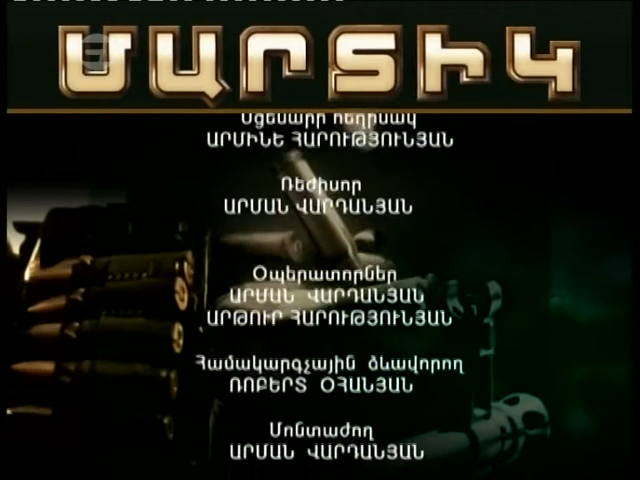 ՄԱՐՏԻԿ
Սցենարի հեղինակ
ԱՐՄԻՆԵ ՀԱՐՈՒԹՅՈՒՆՅԱՆ
Ռեժիսոր
ԱՐՄԱՆ ՎԱՐԴԱՆՅԱՆ
Օպերատորներ
ԱՐՄԱՆ ՎԱՐԴԱՆՅԱՆ
ԱՐԹՈՒՐ ՀԱՐՈՒԹՅՈՒՆՅԱՆ
Համակարգչային ձևավորող
ՌՈԲԵՐՏ ՕՀԱՆՅԱՆ
Մոնտաժող
ԱՐՄԱՆ ՎԱՐԴԱՆՅԱՆ